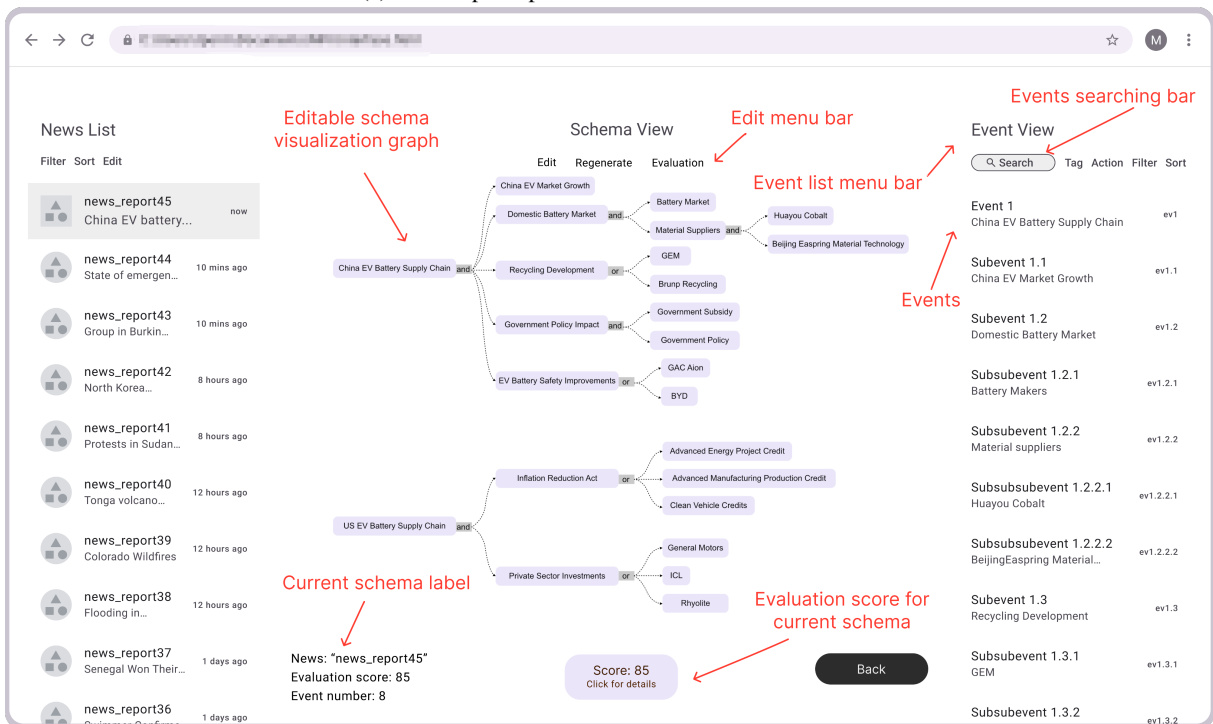 M
Events searching bar
Editable schema
visualization graph
Edit menu bar
News List
Schema View
Event View
Filter Sort Edit
Edit Regenerate Evaluation
Search Tag Action Filter Sort
Event list menu bar
news_report45
China EV battery...
now
news_report44
State of emergen...
10 mins ago
news_report43
Group in Burkin...
10 mins ago
news_report42
North Korea...
8 hours ago
news_report41
Protests in Sudan...
8 hours ago
news_report40
Tonga volcano...
12 hours ago
news_report39
Colorado Wildfires
12 hours ago
news_report38
Flooding in...
12 hours ago
news_report37
Senegal Won Their...
1 days ago
news_report36
1 days ago
China EV Battery Supply Chain and
China EV Market Growth
Domestic Battery Market and
Battery Market
Material Suppliers and
Huayou Cobalt
Beijing Easpring Material Technology
Recycling Development or
GEM
Brunp Recycling
Government Policy Impact and
Government Subsidy
Government Policy
EV Battery Safety Improvements or
GAC Aion
BYD
US EV Battery Supply Chain and
Inflation Reduction Act or
Advanced Energy Project Credit
Advanced Manufacturing Production Credit
Clean Vehicle Credits
Private Sector Investments or
General Motors
ICL
Rhyolite
Current schema label
News: “news_report45”
Evaluation score: 85
Event number: 8
Evaluation score for
current schema
Score: 85
Click for details
Back
Events
Event 1
China EV Battery Supply Chain
ev1
Subevent 1.1
China EV Market Growth
ev1.1
Subevent 1.2
Domestic Battery Market
ev1.2
Subsubevent 1.2.1
Battery Makers
ev1.2.1
Subsubevent 1.2.2
Material suppliers
ev1.2.2
Subsubsubevent 1.2.2.1
Huayou Cobalt
ev1.2.2.1
Subsubsubevent 1.2.2.2
BeijingEaspring Material...
ev1.2.2.2
Subevent 1.3
Recycling Development
ev1.3
Subsubevent 1.3.1
GEM
ev1.3.1
Subsubevent 1.3.2
ev1.3.2